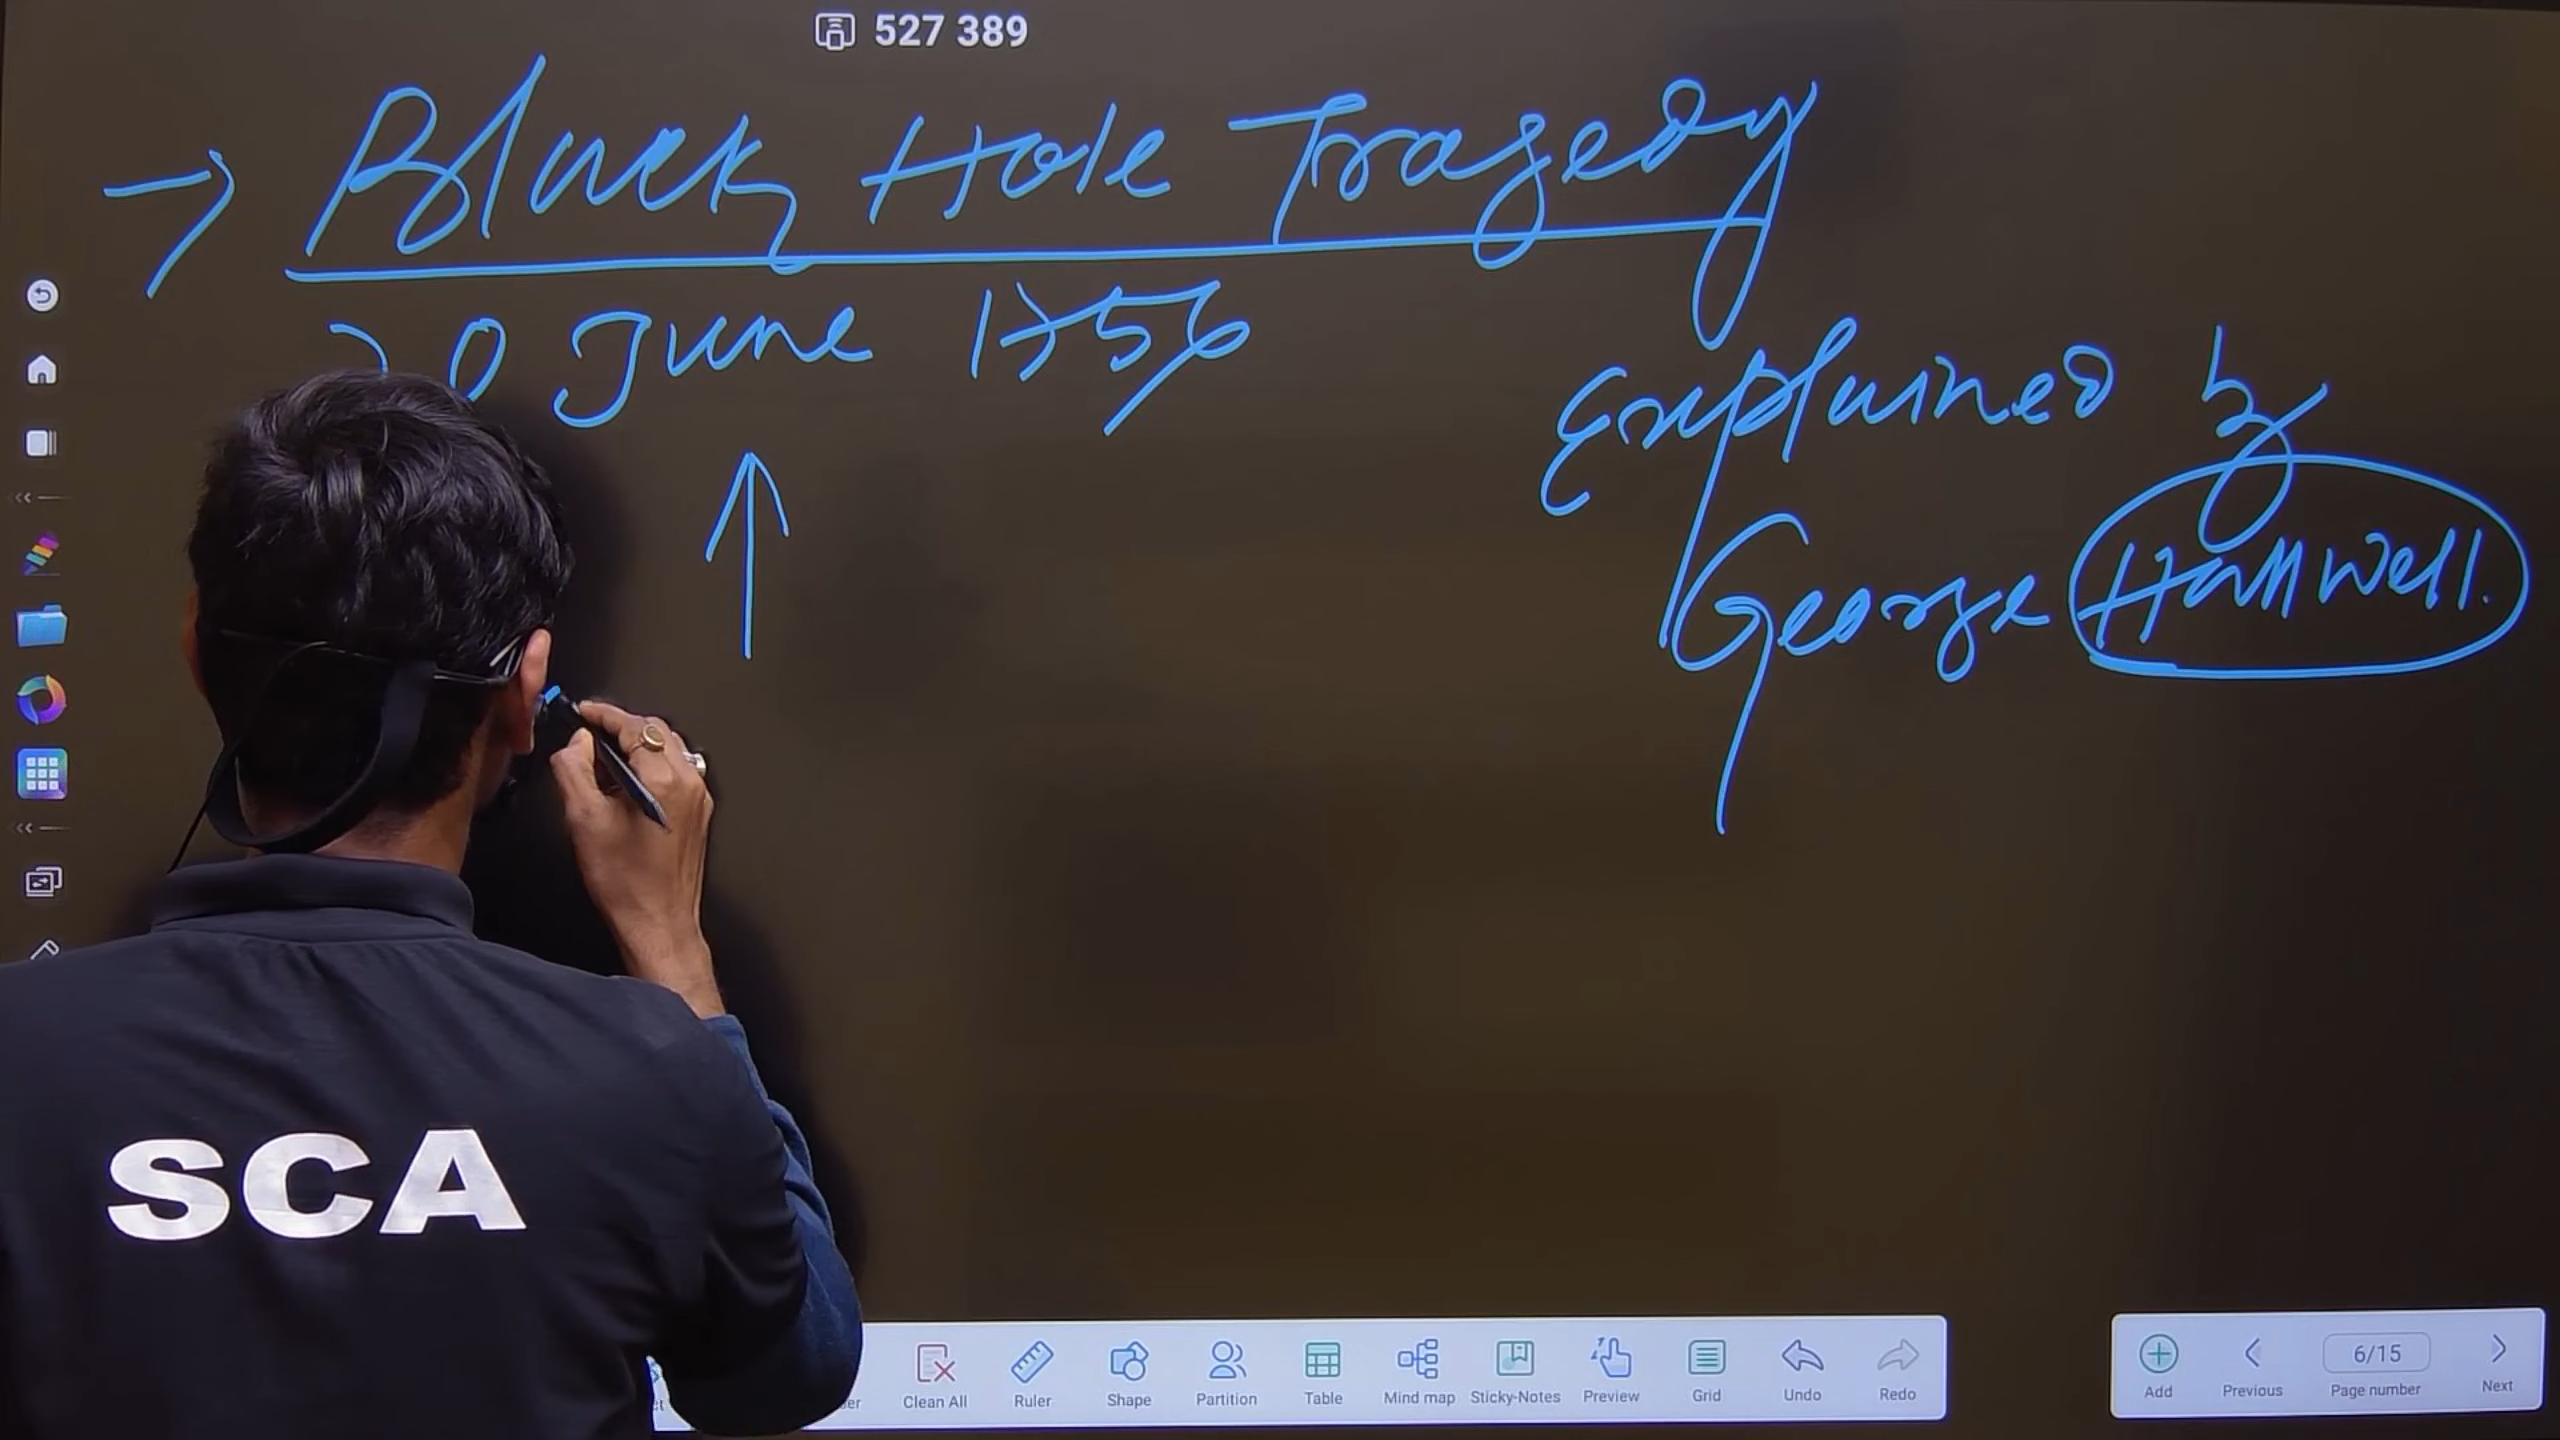 527 389
→ Black Hole Tragedy
20 June 1756
Explained by
George Hallwell.
SCA
Clean All
Ruler
Shape
Partition
Table
Mind map
Sticky-Notes
Preview
Grid
Undo
Redo
Add
Previous
6/15
Page number
Next